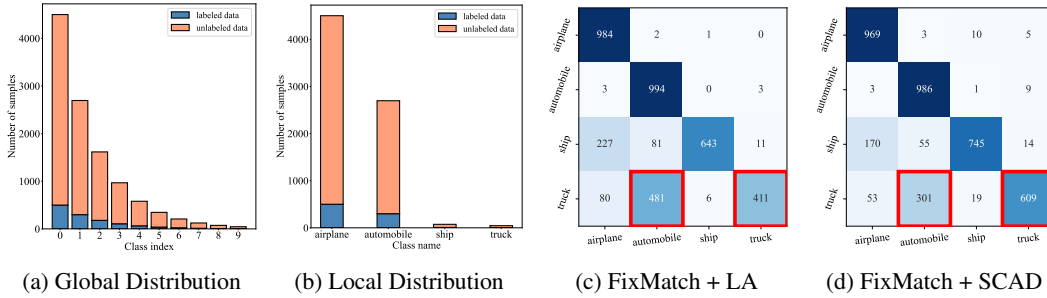 labeled data
unlabeled data
Number of samples
4000
3000
2000
1000
0
0 1 2 3 4 5 6 7 8 9
Class index
(a) Global Distribution
labeled data
unlabeled data
Number of samples
4000
3000
2000
1000
0
airplane automobile ship truck
Class name
(b) Local Distribution
airplane 984 2 1 0
automobile 3 994 0 3
ship 227 81 643 11
truck 80 481 6 411
airplane automobile ship truck
(c) FixMatch + LA
airplane 969 3 10 5
automobile 3 986 1 9
ship 170 55 745 14
truck 53 301 19 609
airplane automobile ship truck
(d) FixMatch + SCAD